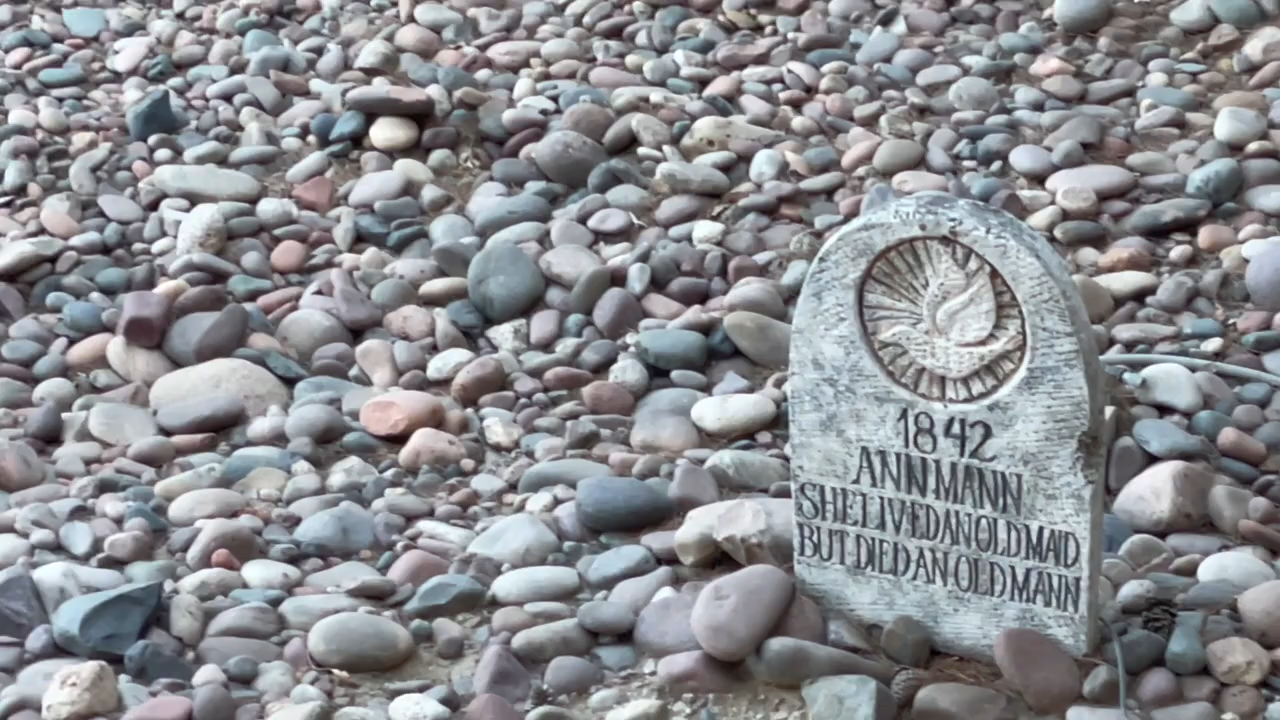 1842
ANN MANN
SHE LIVED AN OLD MAID
BUT DIED AN OLD MANN